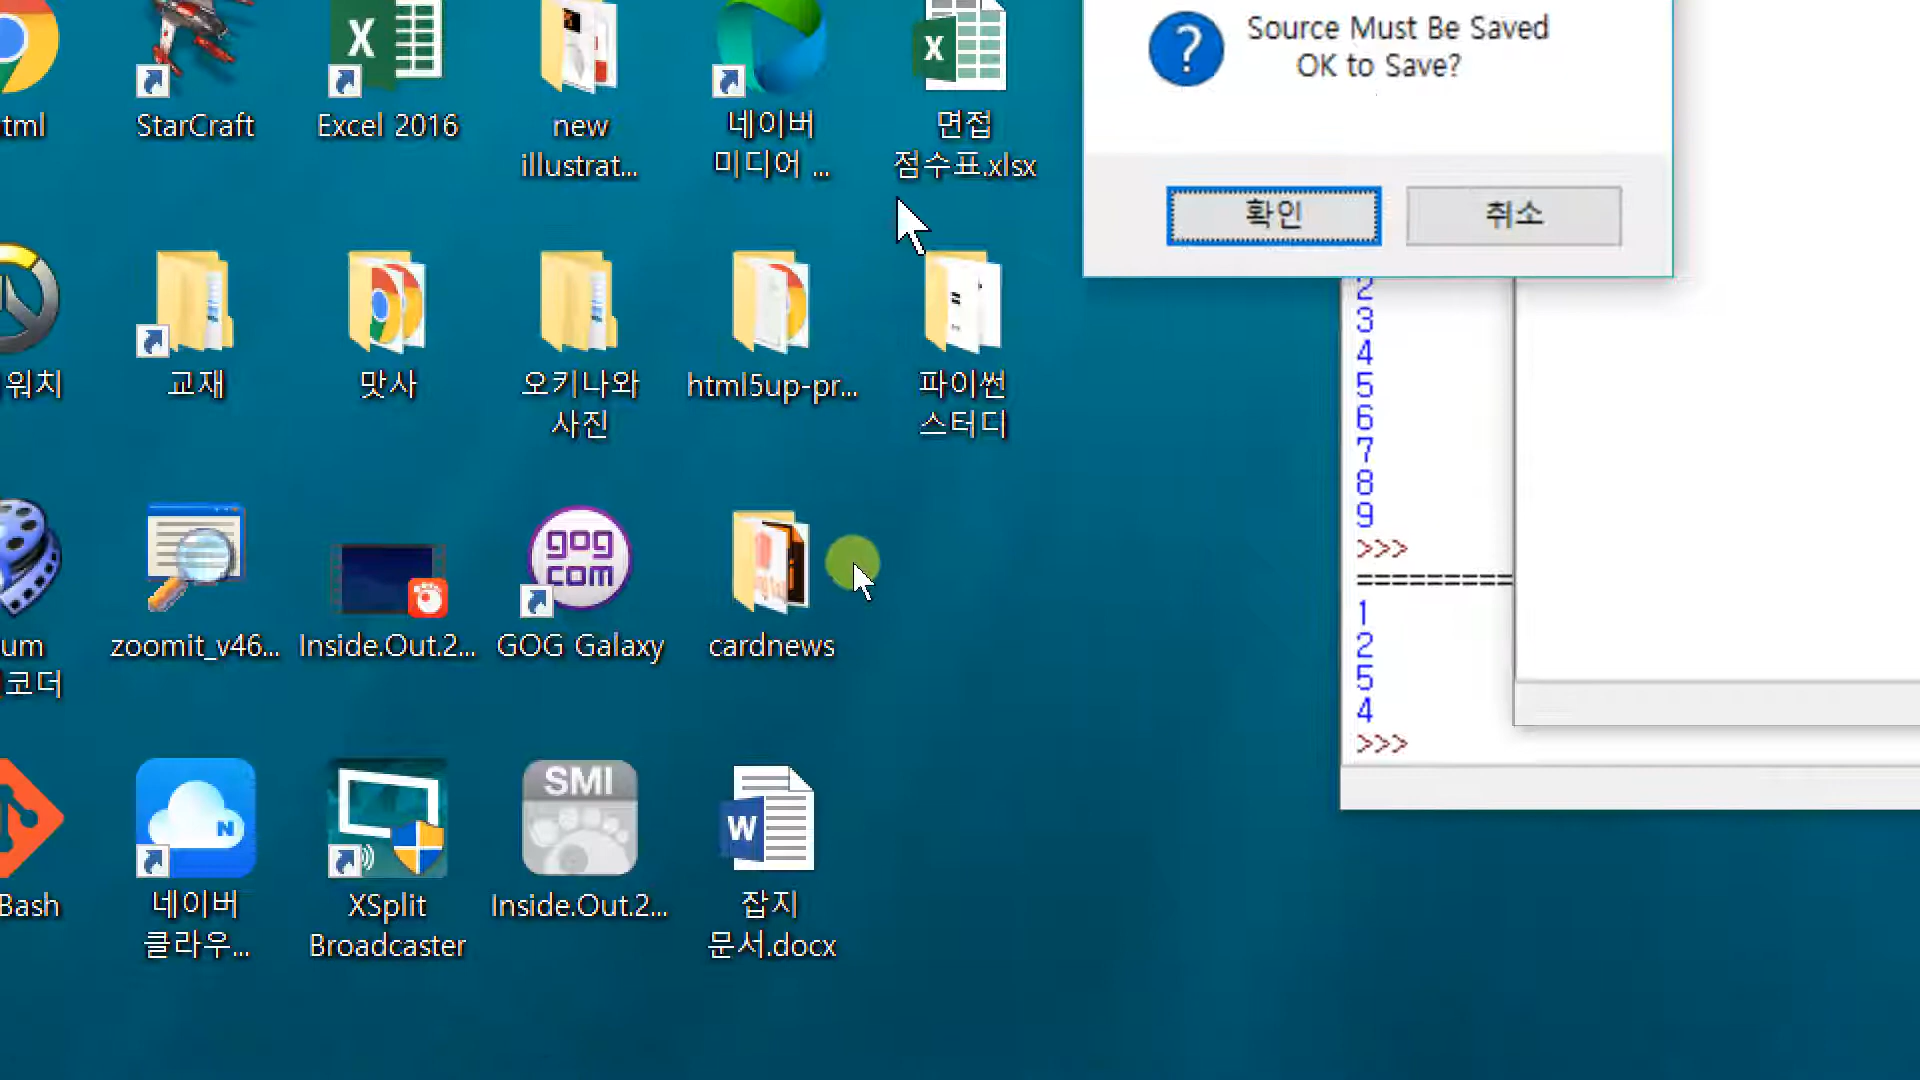 Source Must Be Saved
OK to Save?
확인
취소
tml
StarCraft
Excel 2016
new
illustrat...
네이버
미디어 ...
면접
점수표.xlsx
워치
교재
맛사
오키나와
사진
html5up-pr...
파이썬
스터디
um
코더
zoomit_v46...
Inside.Out.2...
gog
com
GOG Galaxy
cardnews
Bash
N
네이버
클라우...
XSplit
Broadcaster
SMI
Inside.Out.2...
W
잡지
문서.docx
2
3
4
5
6
7
8
9
>>>
==========
1
2
5
4
>>>